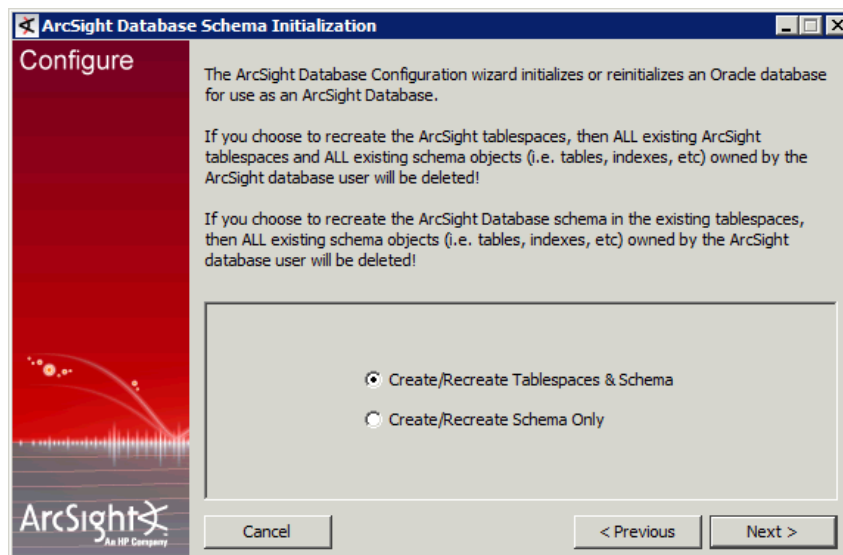 ArcSight Database Schema Initialization
Configure
The ArcSight Database Configuration wizard initializes or reinitializes an Oracle database
for use as an ArcSight Database.
If you choose to recreate the ArcSight tablespaces, then ALL existing ArcSight
tablespaces and ALL existing schema objects (i.e. tables, indexes, etc) owned by the
ArcSight database user will be deleted!
If you choose to recreate the ArcSight Database schema in the existing tablespaces,
then ALL existing schema objects (i.e. tables, indexes, etc) owned by the ArcSight
database user will be deleted!
Create/Recreate Tablespaces & Schema
Create/Recreate Schema Only
ArcSight
An HP Company
Cancel
< Previous
Next >